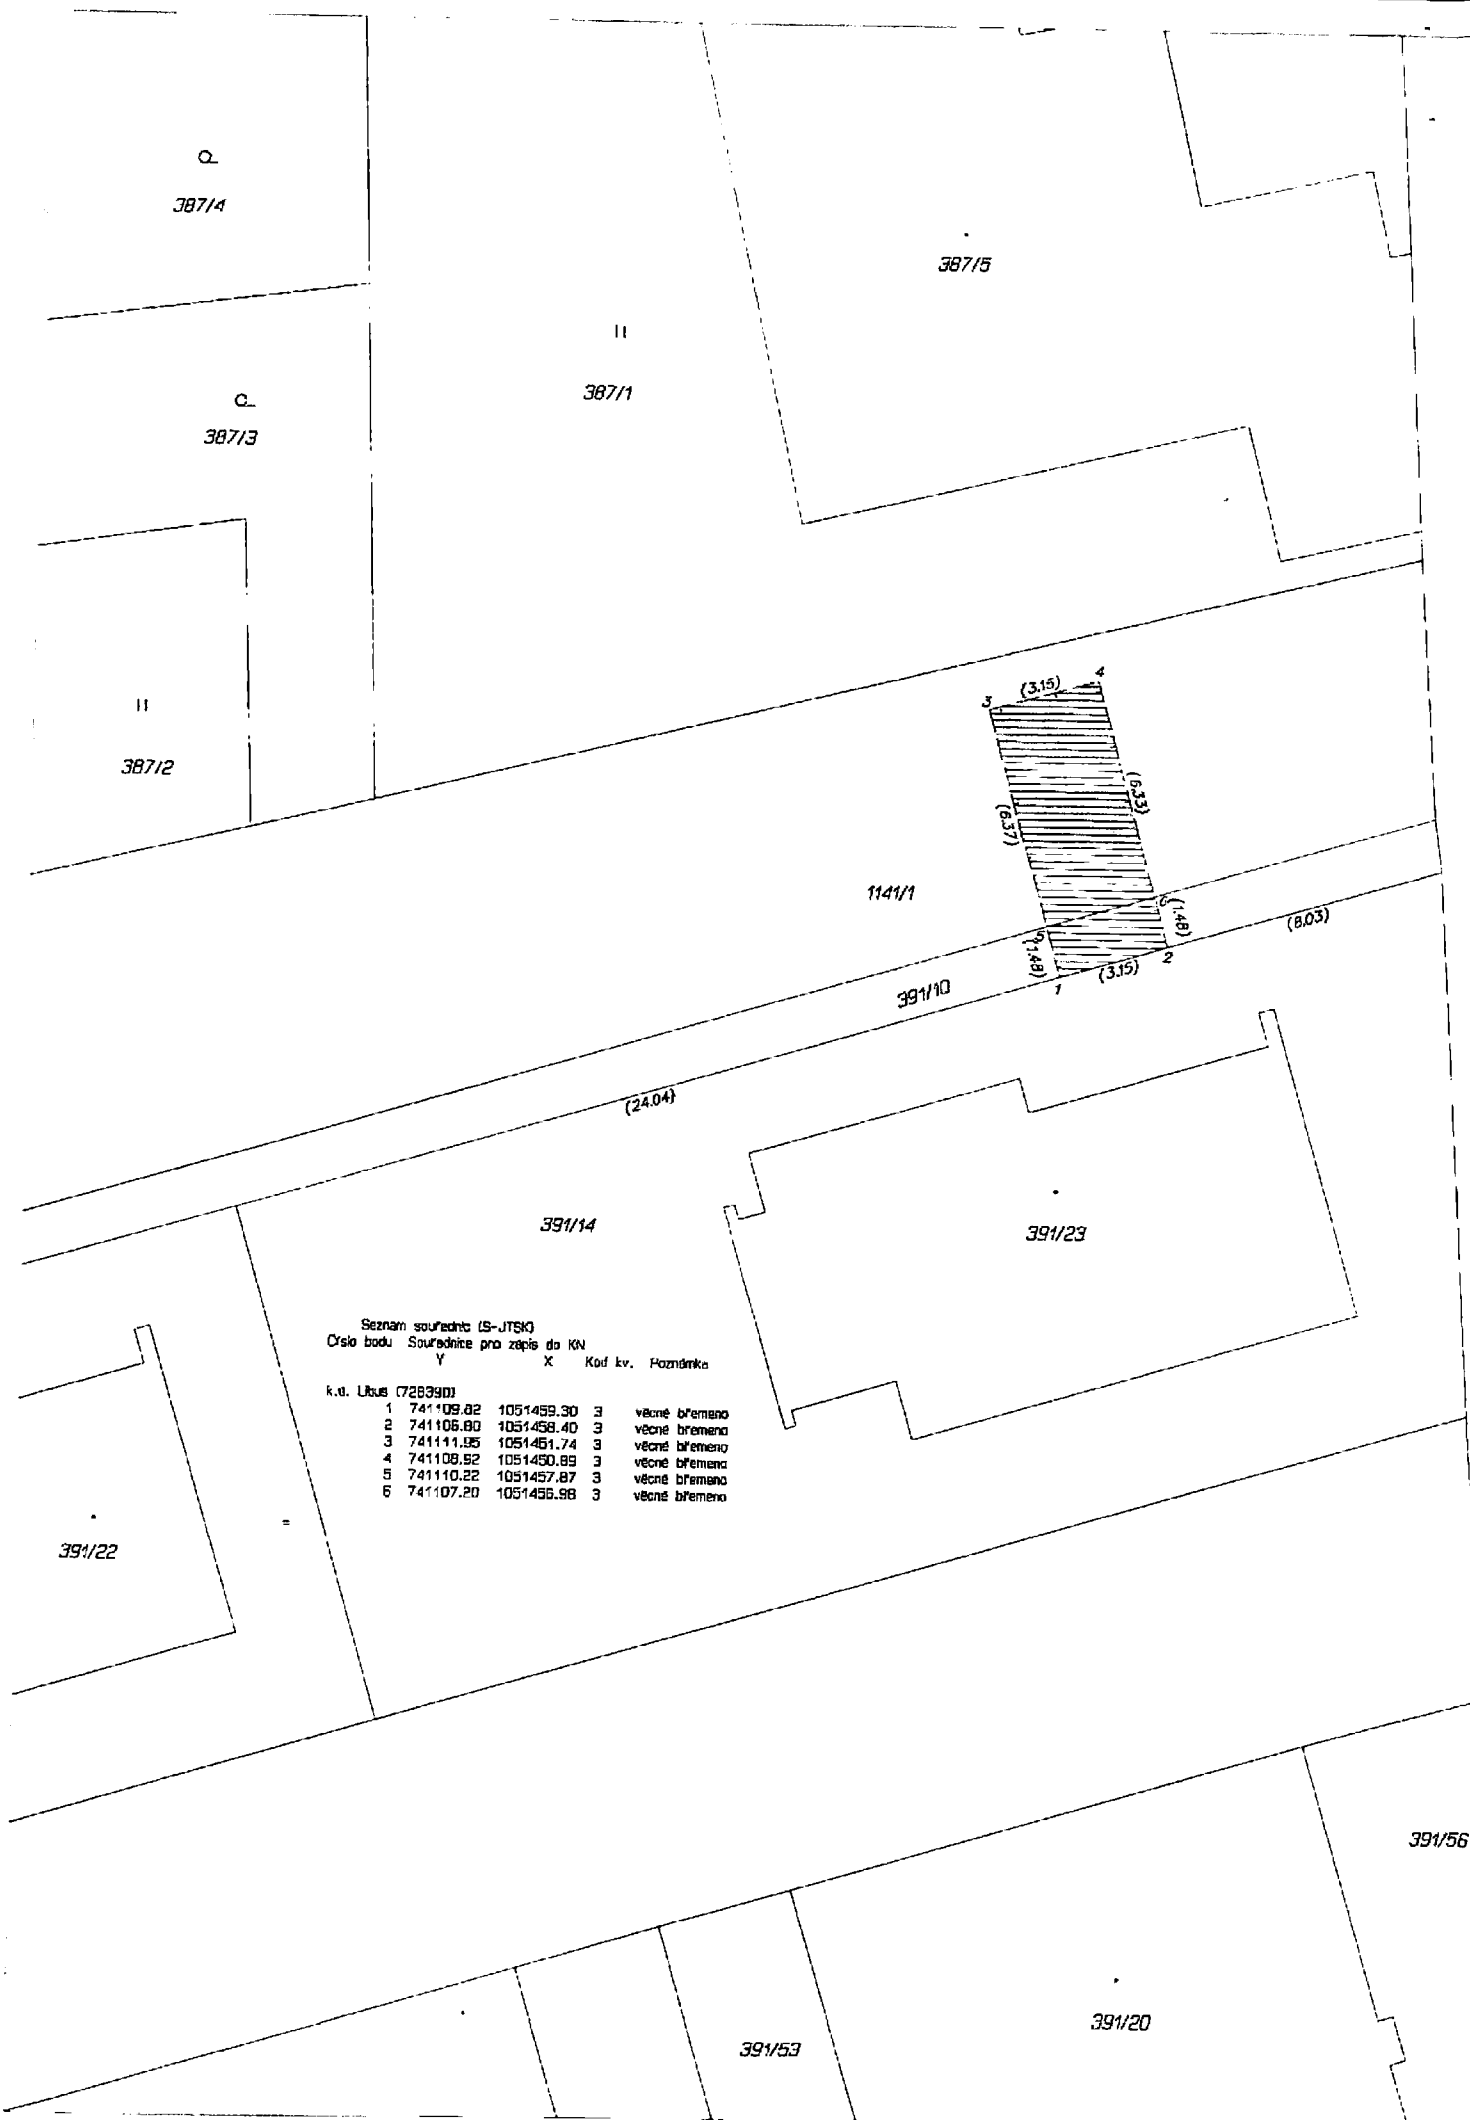 387/4
387/5
387/1
387/3
387/2
4
(3.15)
3
(6.33)
(6.37)
1141/1
6
(1.48)
(8.03)
5
2
(1.48)
(3.15)
1
391/10
(24.04)
391/14
391/23
Seznam souřadnic (S-JTSK)
Číslo bodu Souřadnice pro zápis do KN
Y X Kód kv. Poznámka
k.ú. Libuš (728390)
1 741109.82 1051459.30 3 věcné břemeno
2 741106.80 1051458.40 3 věcné břemeno
3 741111.95 1051451.74 3 věcné břemeno
4 741108.92 1051450.89 3 věcné břemeno
5 741110.22 1051457.87 3 věcné břemeno
6 741107.20 1051456.98 3 věcné břemeno
391/22
391/56
391/20
391/53